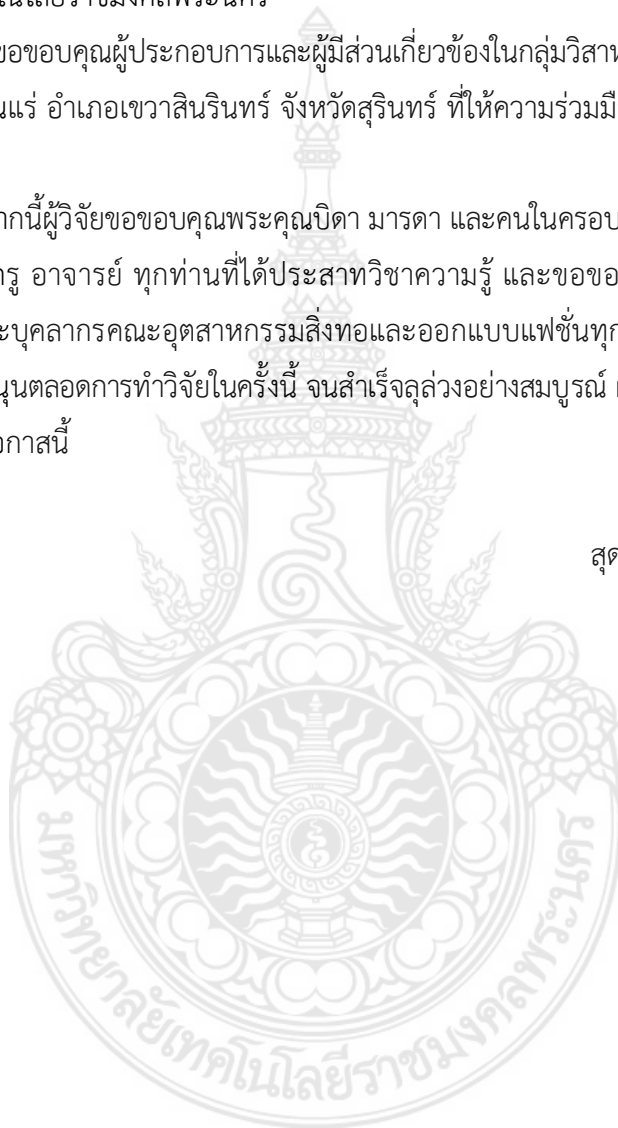 นโลยีราชมงคลพระนคร
ขอขอบคุณผู้ประกอบการและผู้มีส่วนเกี่ยวข้องในกลุ่มวิสาห
นแร่ อำเภอเขวาสินรินทร์ จังหวัดสุรินทร์ ที่ให้ความร่วมมื
ากนี้ผู้วิจัยขอขอบคุณพระคุณบิดา มารดา และคนในครอบ
ครู อาจารย์ ทุกท่านที่ได้ประสาทวิชาความรู้ และขอขอ
ะบุคลากรคณะอุตสาหกรรมสิ่งทอและออกแบบแฟชั่นทุก
นุนตลอดการทำวิจัยในครั้งนี้ จนสำเร็จลุล่วงอย่างสมบูรณ์
อกาสนี้
สุด
มหาวิทยาลัยเทคโนโลยีราชมงคลพระนคร